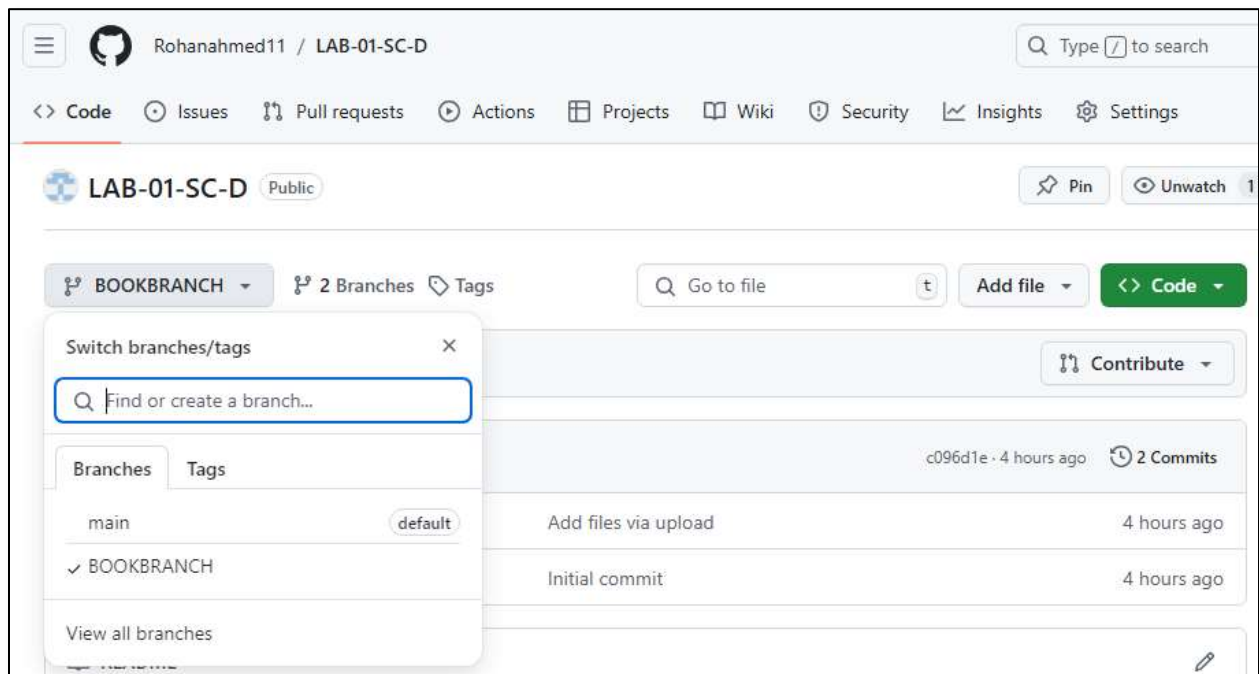 Rohanahmed11 / LAB-01-SC-D
Type / to search
<> Code Issues Pull requests Actions Projects Wiki Security Insights Settings
LAB-01-SC-D Public
Pin Unwatch 1
BOOKBRANCH 2 Branches Tags Go to file t Add file <> Code
Switch branches/tags
Contribute
Find or create a branch...
c096d1e · 4 hours ago 2 Commits
Branches Tags
main default Add files via upload 4 hours ago
BOOKBRANCH Initial commit 4 hours ago
View all branches